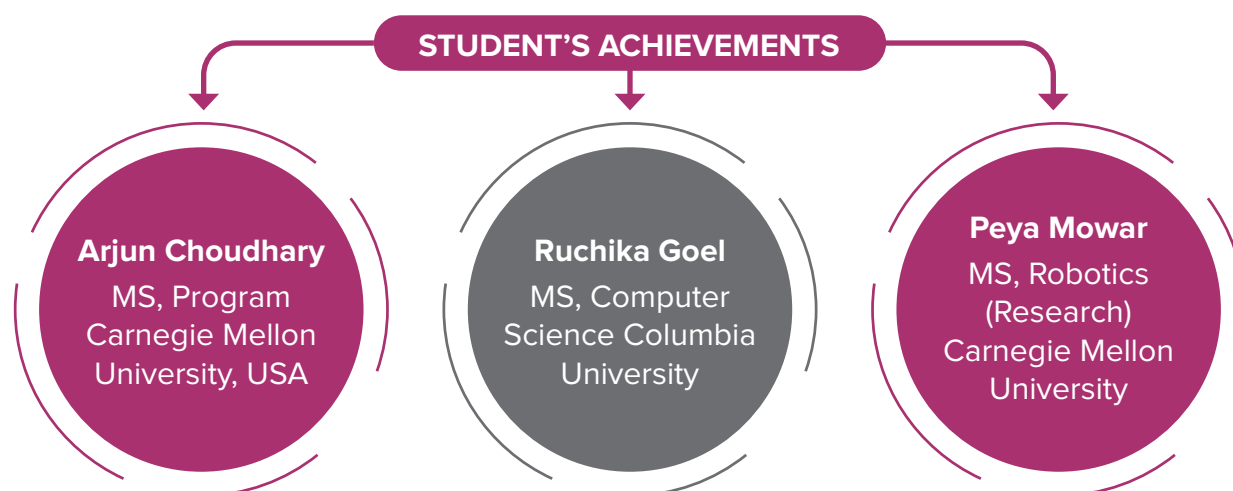 STUDENT’S ACHIEVEMENTS
Arjun Choudhary
MS, Program
Carnegie Mellon
University, USA
Ruchika Goel
MS, Computer
Science Columbia
University
Peya Mowar
MS, Robotics
(Research)
Carnegie Mellon
University